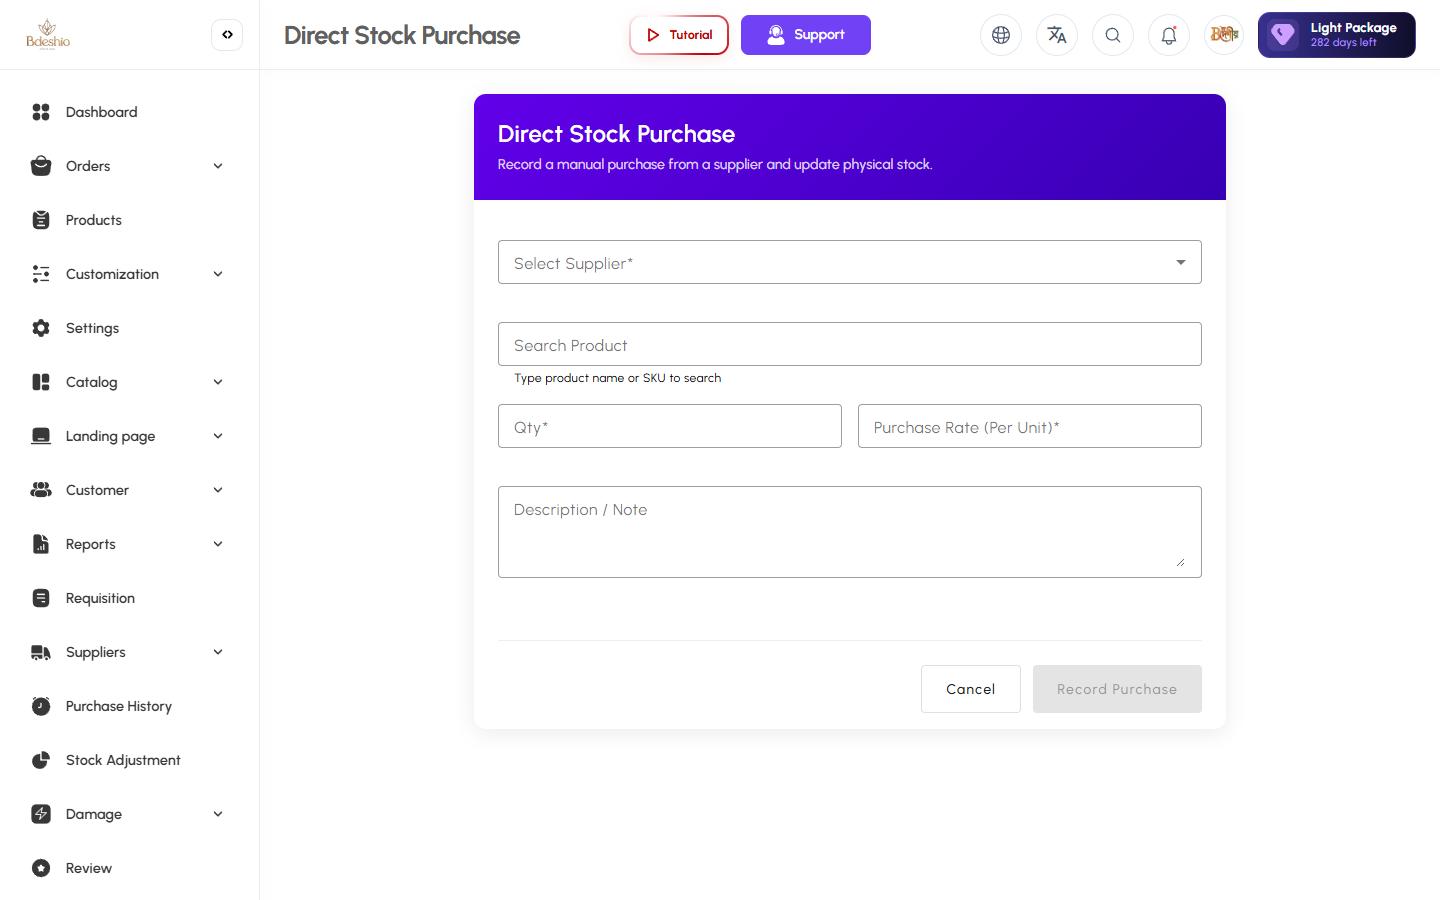 Bdeshio
Direct Stock Purchase
Tutorial
Support
Light Package
282 days left
Dashboard
Orders
Products
Customization
Settings
Catalog
Landing page
Customer
Reports
Requisition
Suppliers
Purchase History
Stock Adjustment
Damage
Review
Direct Stock Purchase
Record a manual purchase from a supplier and update physical stock.
Select Supplier*
Search Product
Type product name or SKU to search
Qty*
Purchase Rate (Per Unit)*
Description / Note
Cancel
Record Purchase